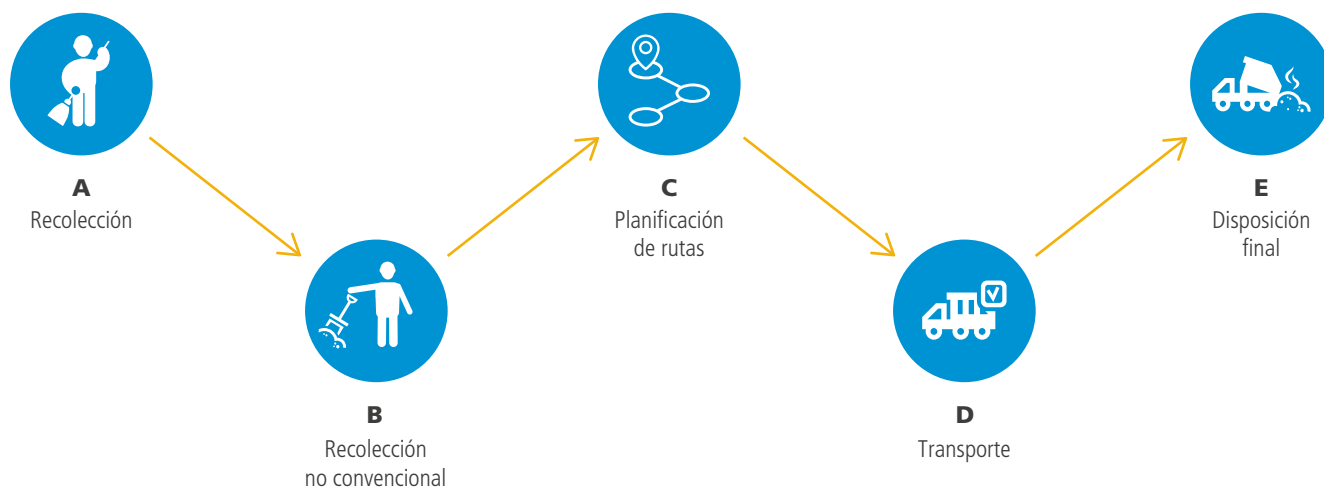 A
Recolección
B
Recolección
no convencional
C
Planificación
de rutas
D
Transporte
E
Disposición
final